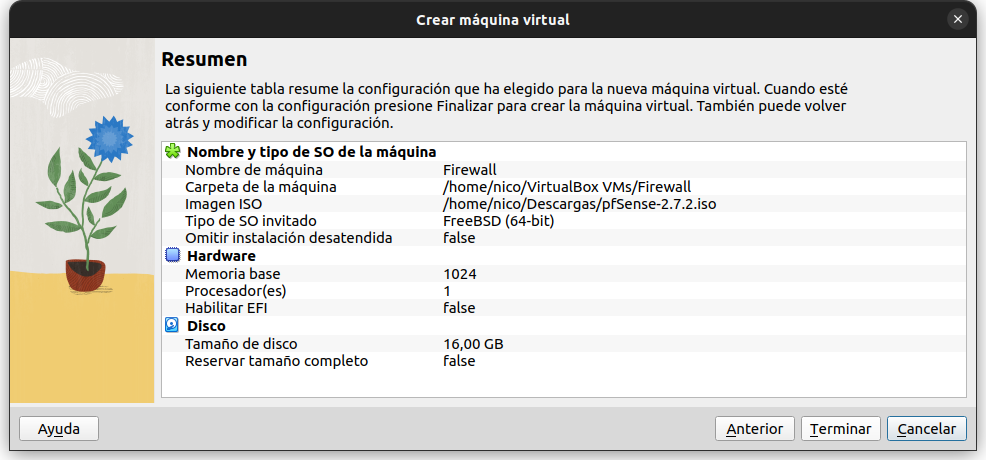 Crear máquina virtual
Resumen
La siguiente tabla resume la configuración que ha elegido para la nueva máquina virtual. Cuando esté
conforme con la configuración presione Finalizar para crear la máquina virtual. También puede volver
atrás y modificar la configuración.
Nombre y tipo de SO de la máquina
Nombre de máquina Firewall
Carpeta de la máquina /home/nico/VirtualBox VMs/Firewall
Imagen ISO /home/nico/Descargas/pfSense-2.7.2.iso
Tipo de SO invitado FreeBSD (64-bit)
Omitir instalación desatendida false
Hardware
Memoria base 1024
Procesador(es) 1
Habilitar EFI false
Disco
Tamaño de disco 16,00 GB
Reservar tamaño completo false
Ayuda Anterior Terminar Cancelar